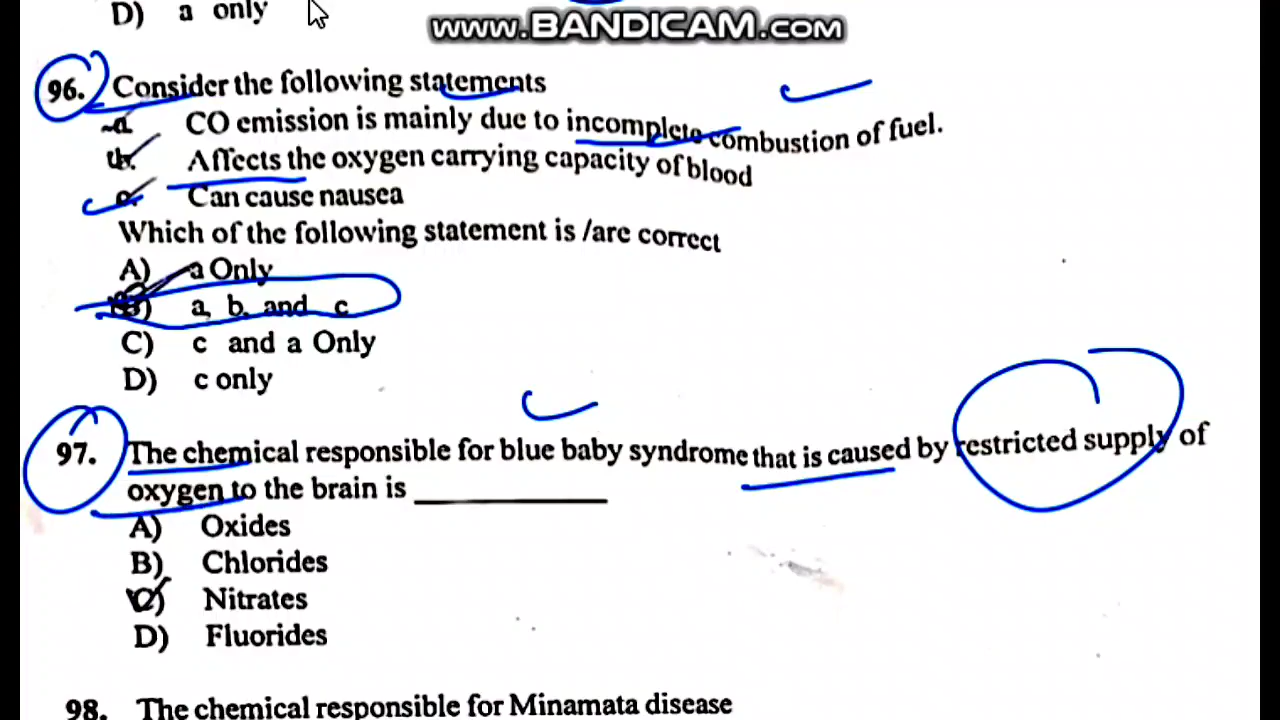 D) a only
www.BANDICAM.com
96. Consider the following statements
a. CO emission is mainly due to incomplete combustion of fuel.
b. Affects the oxygen carrying capacity of blood
c. Can cause nausea
Which of the following statement is /are correct
A) a Only
B) a, b. and c
C) c and a Only
D) c only
97. The chemical responsible for blue baby syndrome that is caused by restricted supply of
oxygen to the brain is ____________
A) Oxides
B) Chlorides
C) Nitrates
D) Fluorides
98. The chemical responsible for Minamata disease